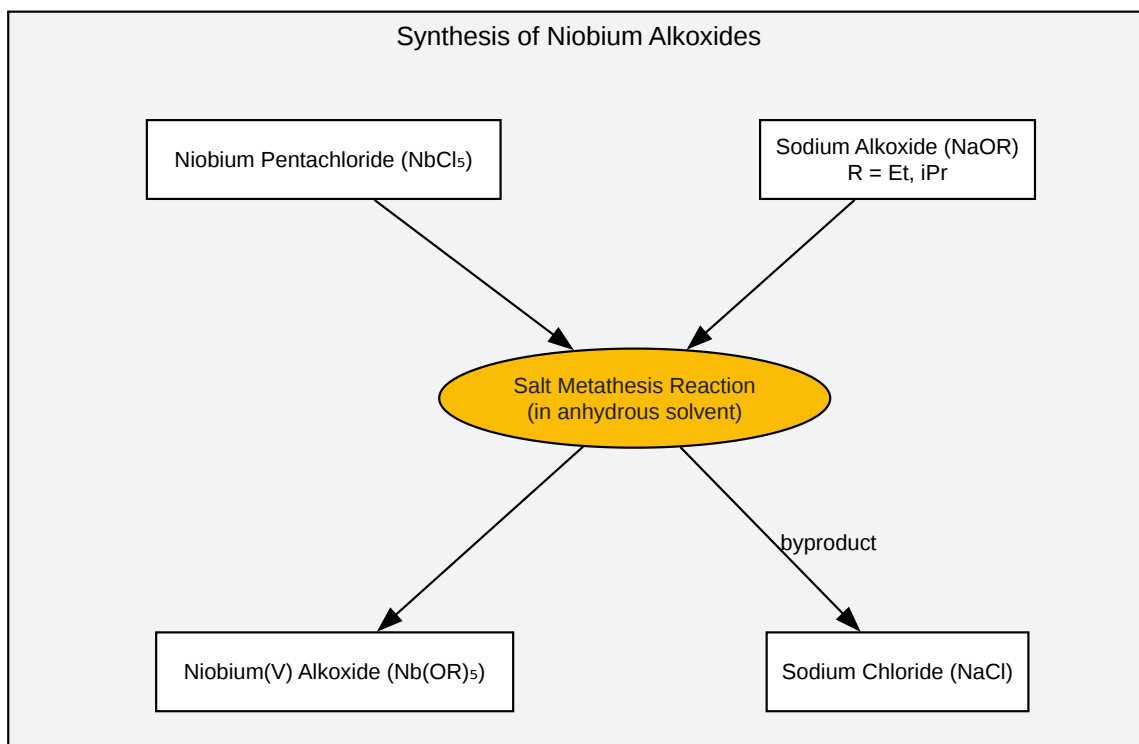 Synthesis of Niobium Alkoxides
Niobium Pentachloride (NbCl₅)
Sodium Alkoxide (NaOR)
R = Et, iPr
Salt Metathesis Reaction
(in anhydrous solvent)
byproduct
Niobium(V) Alkoxide (Nb(OR)₅)
Sodium Chloride (NaCl)